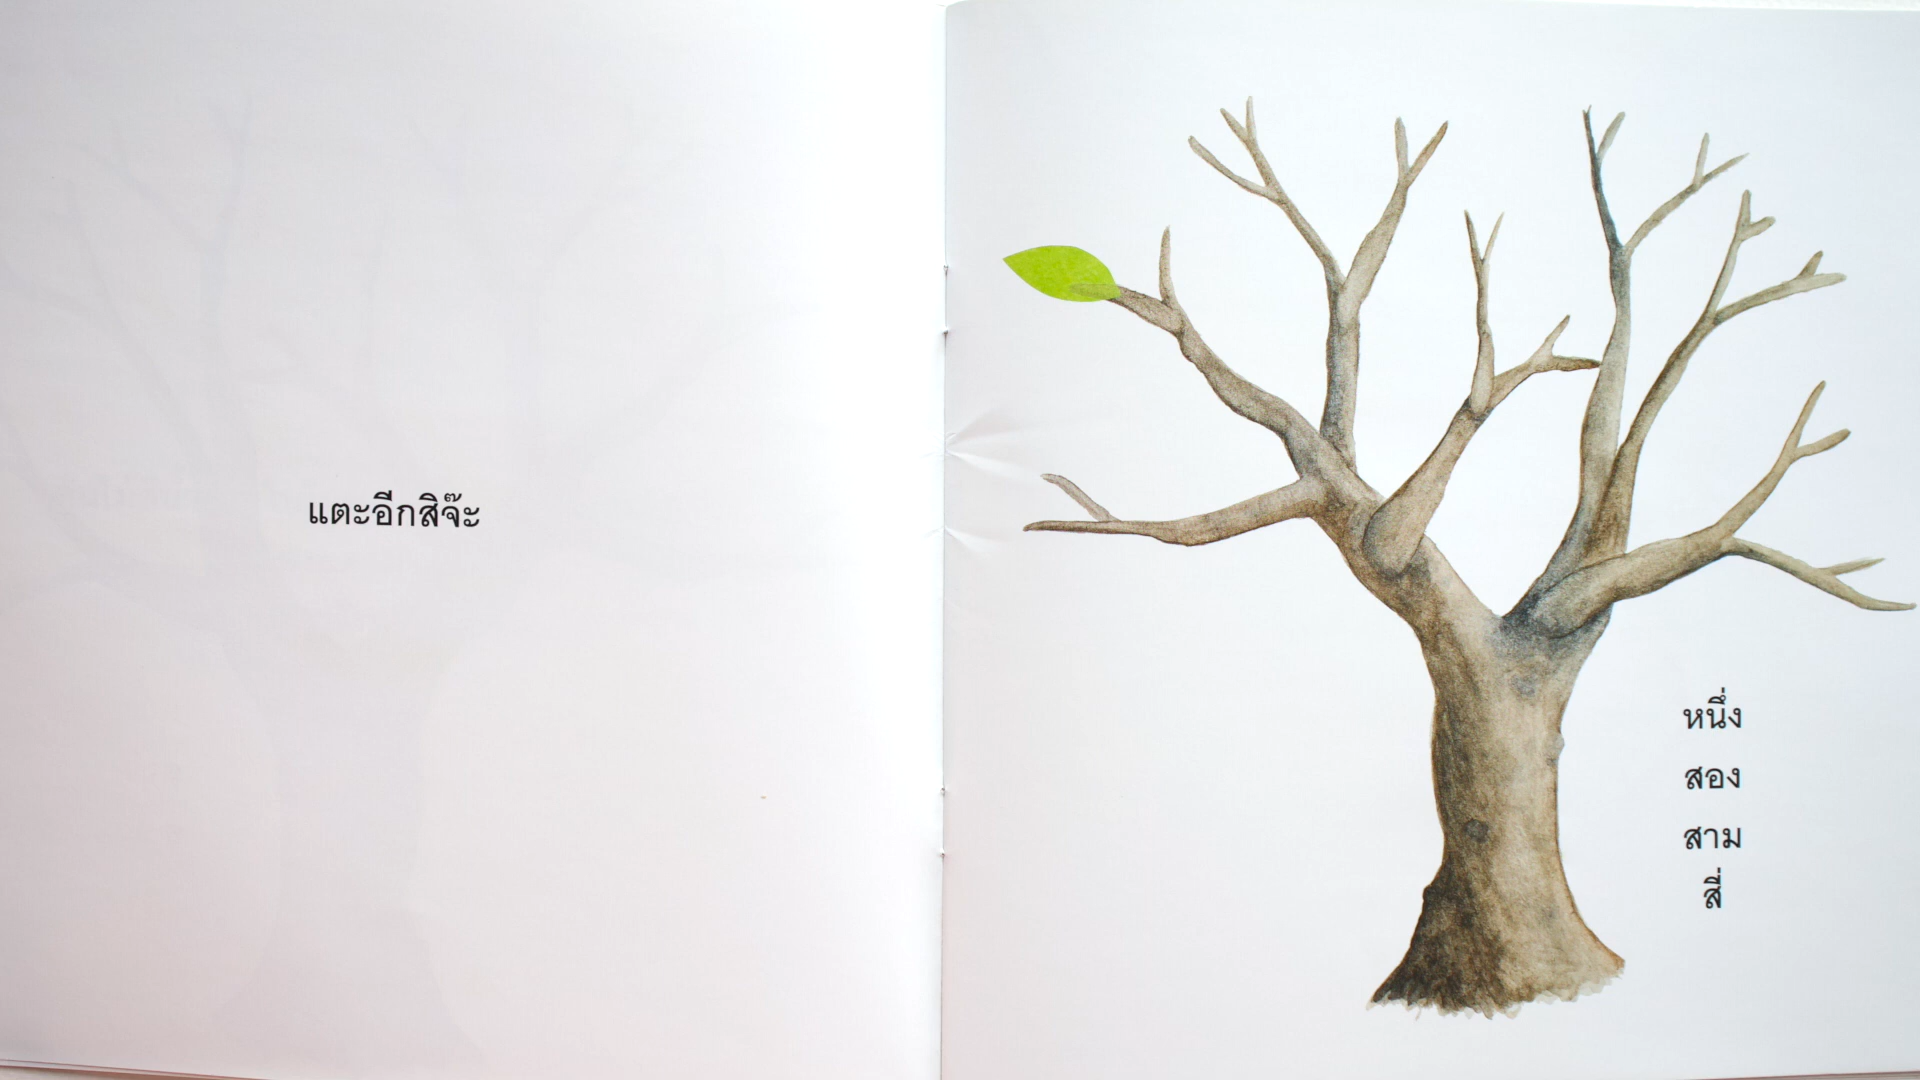 แตะอีกสิจ๊ะ
หนึ่ง
สอง
สาม
สี่